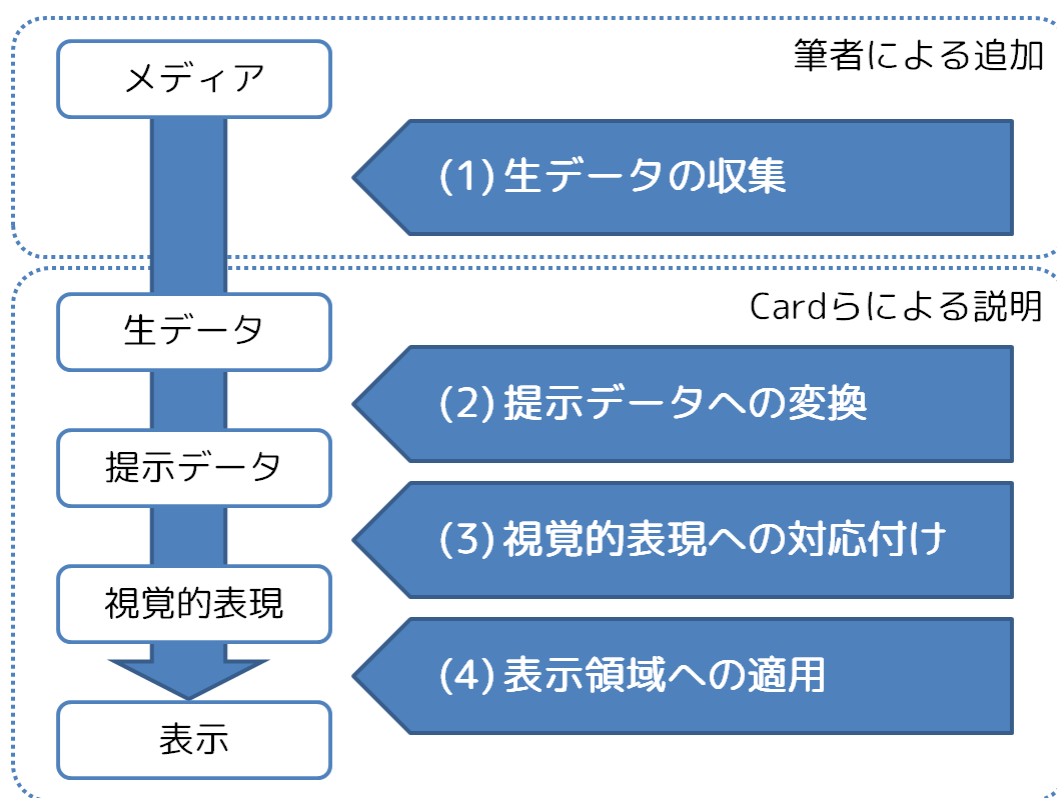 筆者による追加
メディア
(1) 生データの収集
Cardらによる説明
生データ
(2) 提示データへの変換
提示データ
(3) 視覚的表現への対応付け
視覚的表現
(4) 表示領域への適用
表示